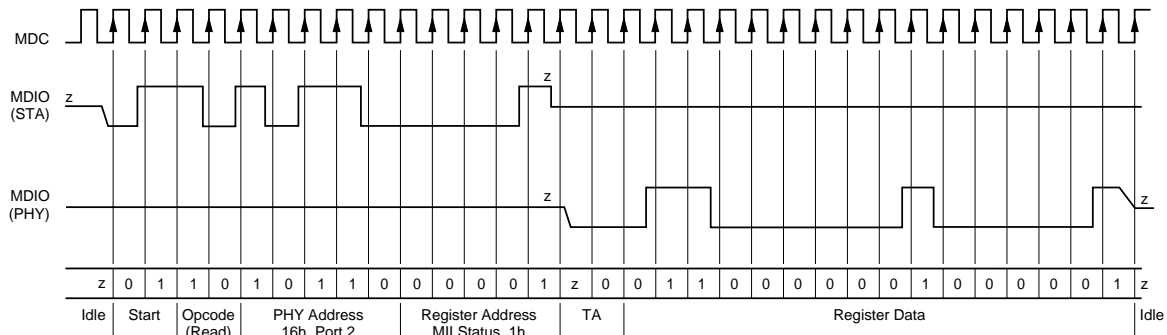 MDC
z
z
MDIO
(STA)
MDIO
(PHY)
z
z
z 0 1 1 0 1 0 1 1 0 0 0 0 0 1 z 0 0 1 1 0 0 0 0 0 0 1 0 0 0 0 0 1 z
Idle Start Opcode PHY Address Register Address TA Register Data Idle
(Read) 16h, Port 2 MII Status, 1h